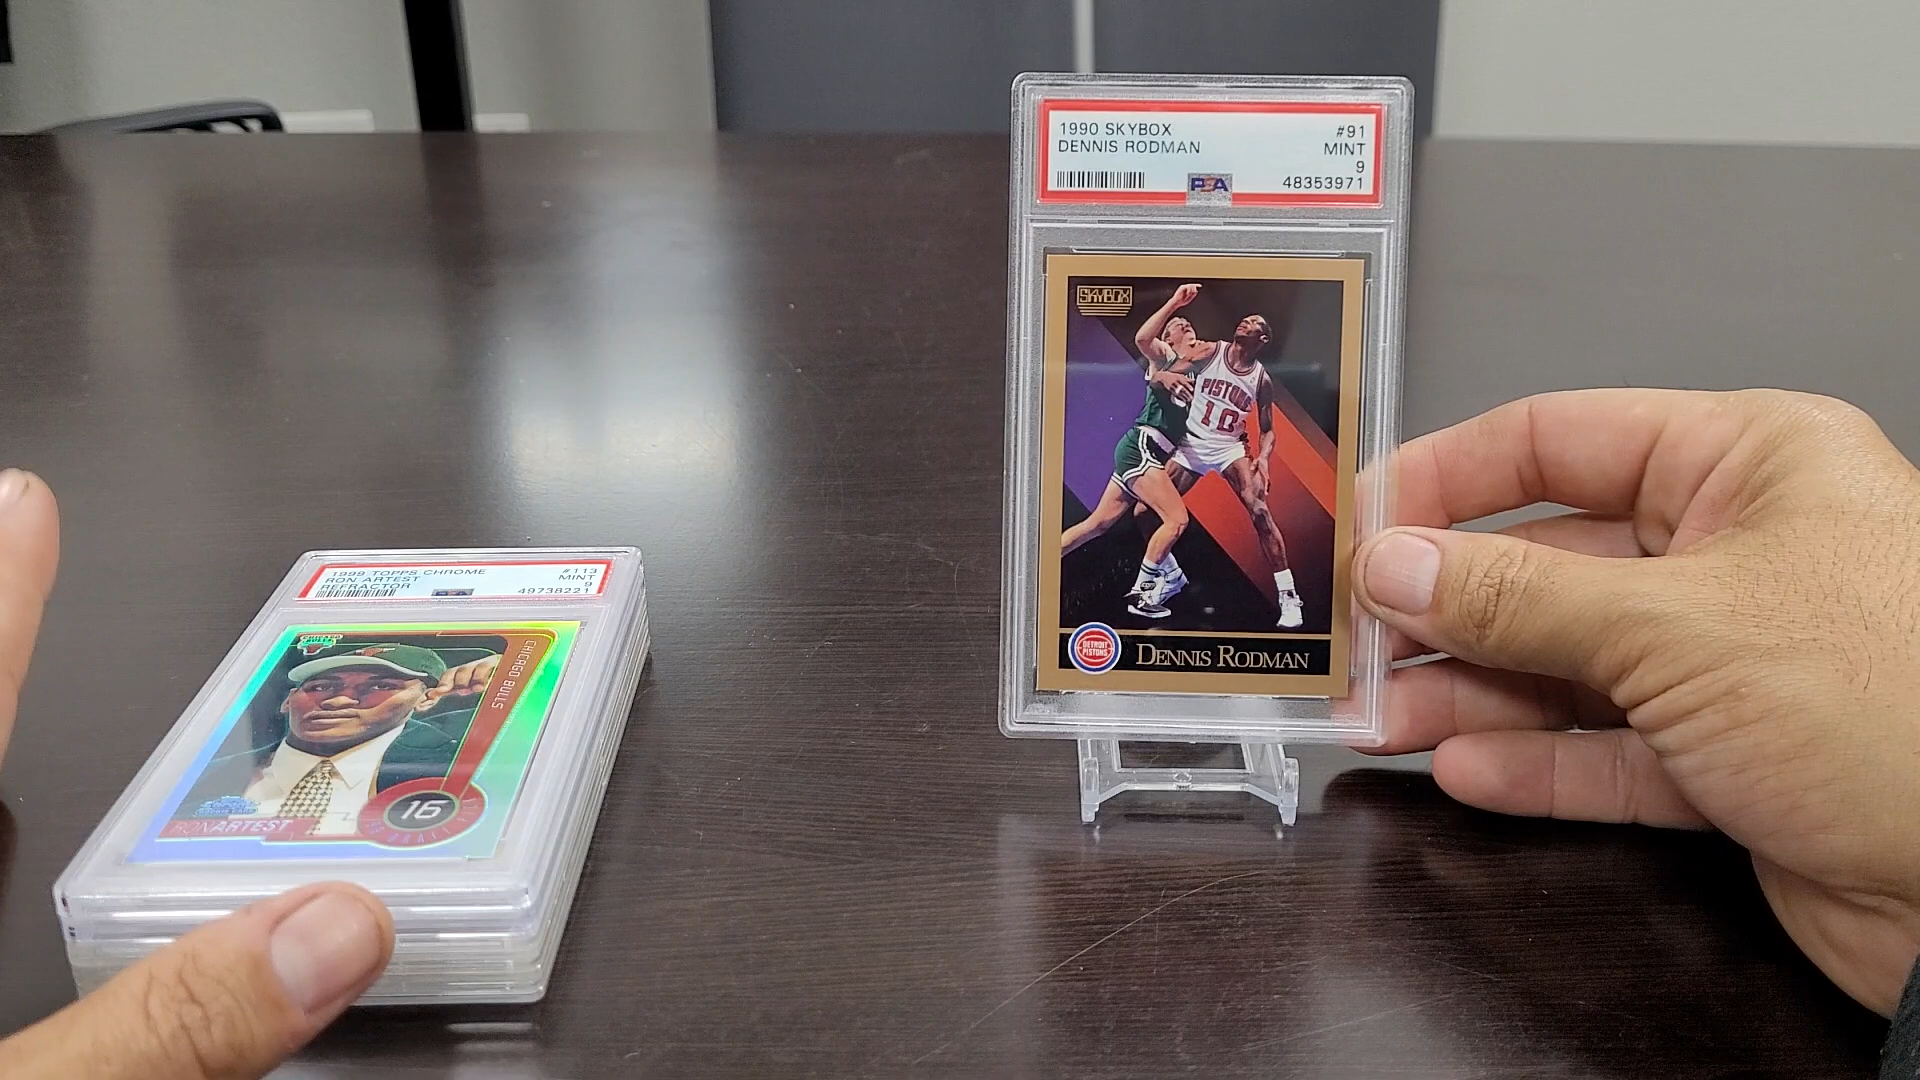 1990 SKYBOX #91
DENNIS RODMAN MINT
9
PSA 48353971
SKYBOX
PISTONS
10
DETROIT
PISTONS
DENNIS RODMAN
1999 TOPPS CHROME #113
RON ARTEST MINT
REFRACTOR 9
49738221
CHICAGO BULLS
16
RON ARTEST